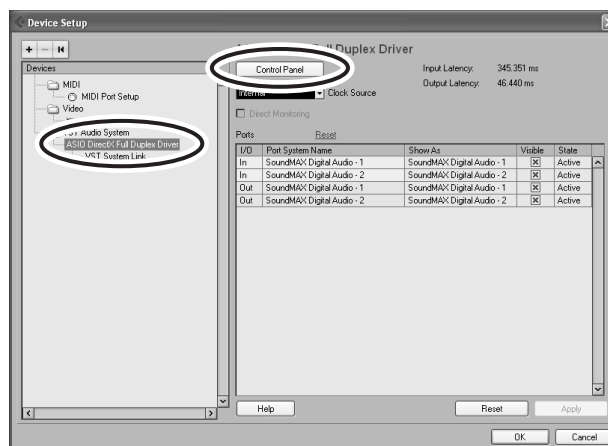 Device Setup
Devices
MIDI
MIDI Port Setup
Video
VST Audio System
ASIO DirectX Full Duplex Driver
VST System Link
Full Duplex Driver
Control Panel
Input Latency: 345.351 ms
Output Latency: 46.440 ms
Internal Clock Source
Direct Monitoring
Ports Reset
I/O Port System Name Show As Visible State
In SoundMAX Digital Audio - 1 SoundMAX Digital Audio - 1 Active
In SoundMAX Digital Audio - 2 SoundMAX Digital Audio - 2 Active
Out SoundMAX Digital Audio - 1 SoundMAX Digital Audio - 1 Active
Out SoundMAX Digital Audio - 2 SoundMAX Digital Audio - 2 Active
Help Reset Apply
OK Cancel